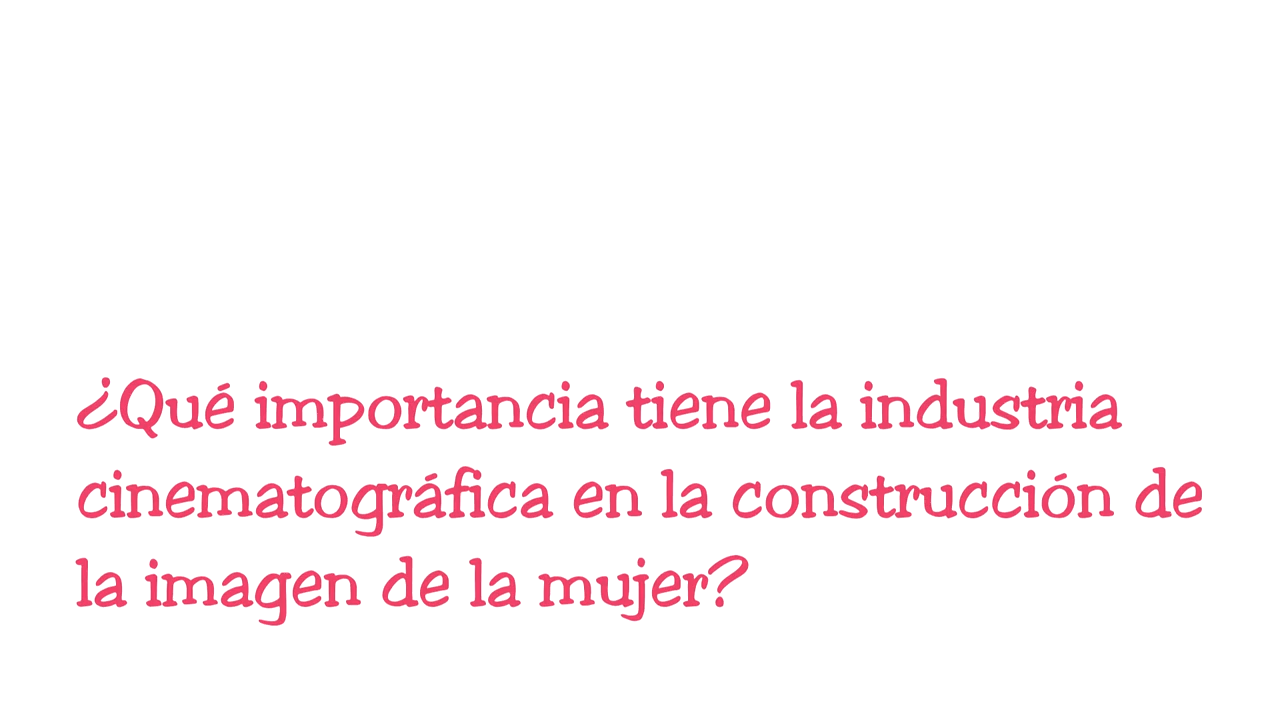 ¿Qué importancia tiene la industria
cinematográfica en la construcción de
la imagen de la mujer?